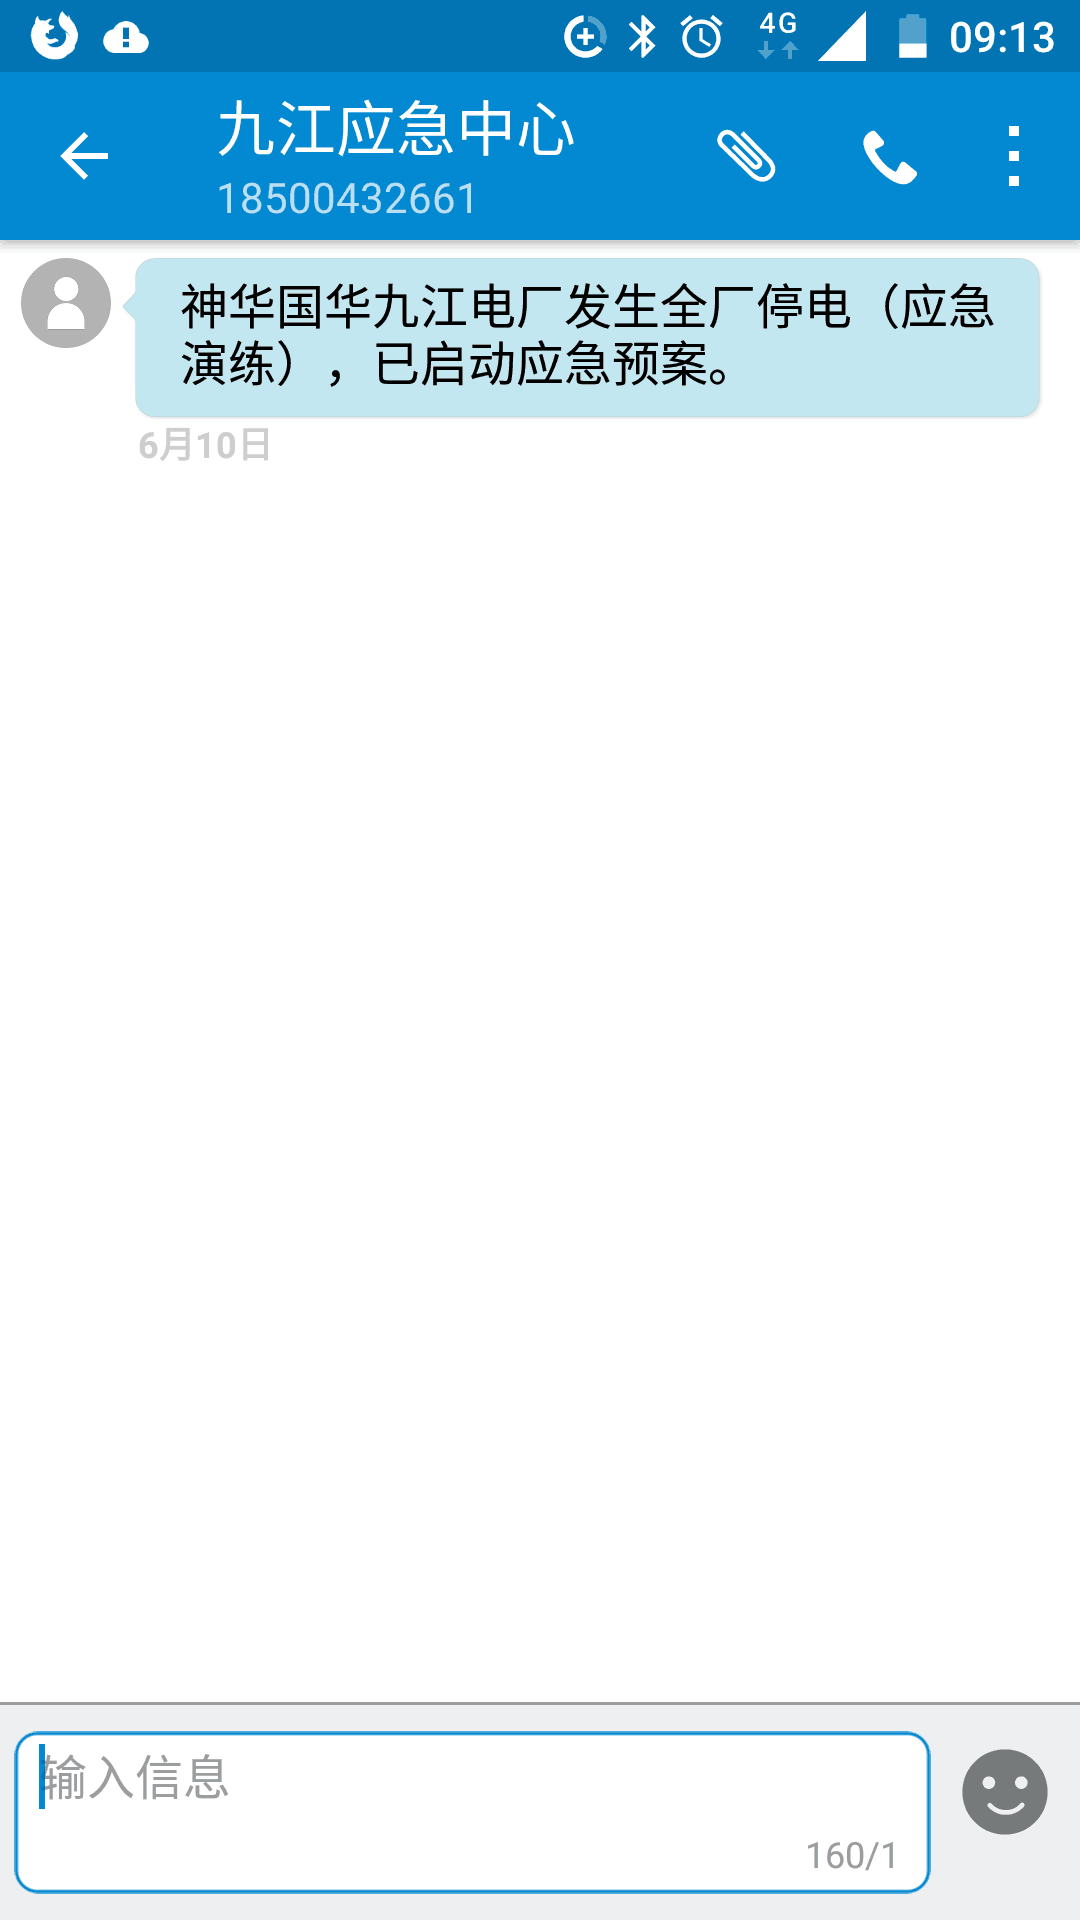 4G 09:13
九江应急中心
18500432661
神华国华九江电厂发生全厂停电（应急
演练），已启动应急预案。
6月10日
输入信息
160/1